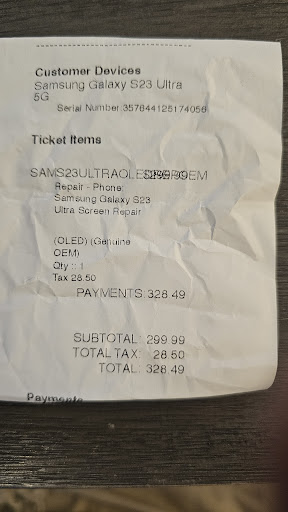 Customer Devices
Samsung Galaxy S23 Ultra
5G
Serial Number:357644125174056
Ticket Items
$299.99
Repair - Phone:
Samsung Galaxy S23
Ultra Screen Repair
(OLED) (Genuine
OEM)
Qty :: 1
Tax 28.50
PAYMENTS: 328.49
SUBTOTAL: 299.99
TOTAL TAX: 28.50
TOTAL: 328.49
Payments